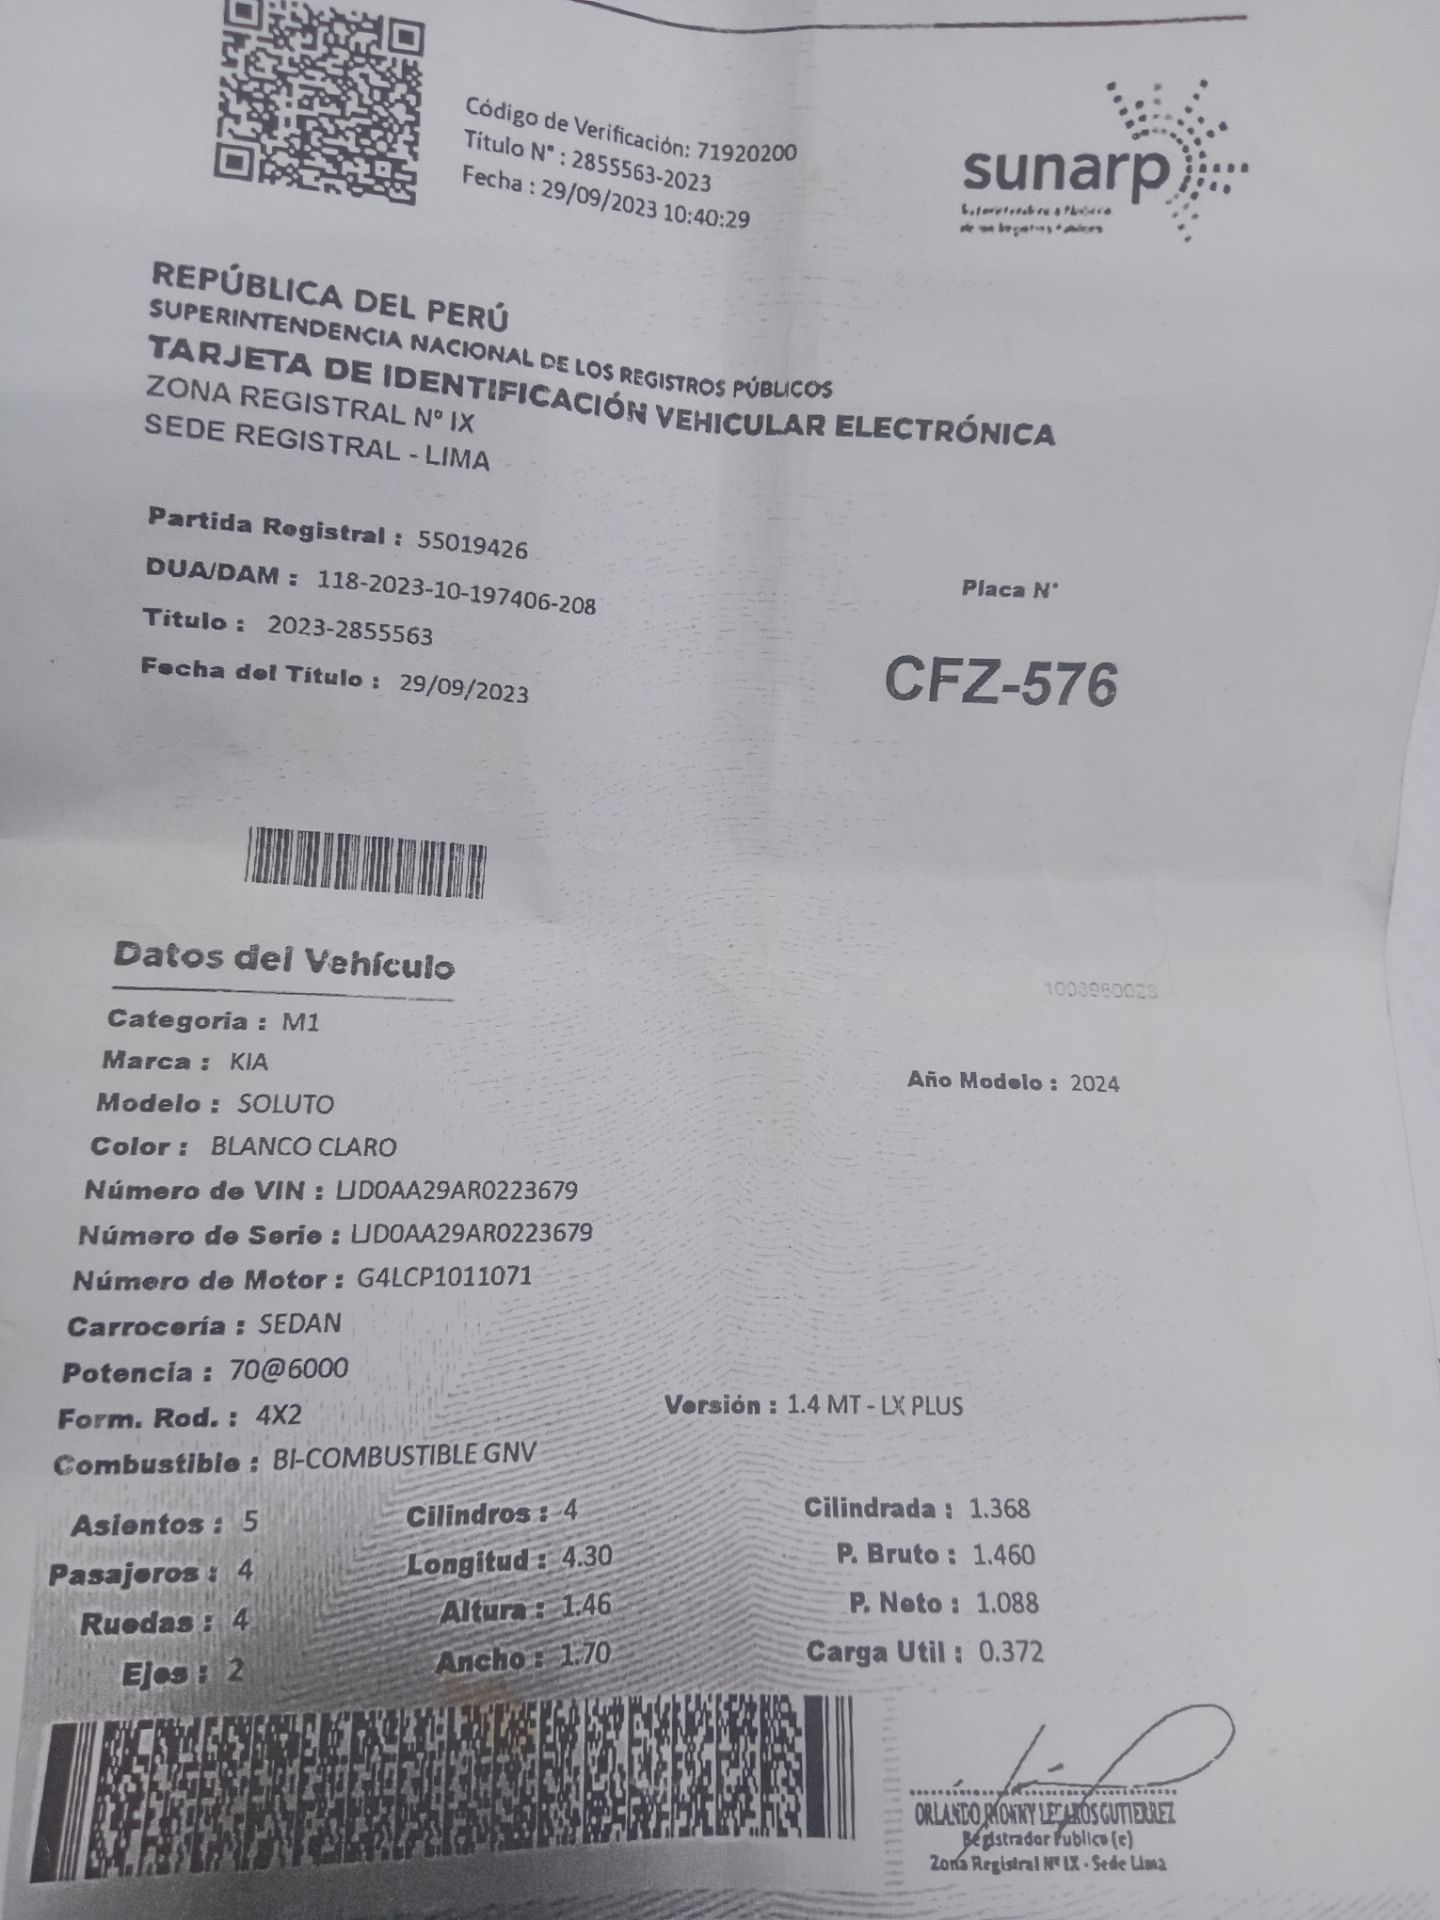 Código de Verificación: 71920200
Título N° : 2855563-2023
Fecha : 29/09/2023 10:40:29
sunarp
REPÚBLICA DEL PERÚ
SUPERINTENDENCIA NACIONAL DE LOS REGISTROS PÚBLICOS
TARJETA DE IDENTIFICACIÓN VEHICULAR ELECTRÓNICA
ZONA REGISTRAL Nº IX
SEDE REGISTRAL - LIMA
Partida Registral : 55019426
DUA/DAM : 118-2023-10-197406-208
Título : 2023-2855563
Fecha del Título : 29/09/2023
Placa N°
CFZ-576
Datos del Vehículo
Categoria : M1
Marca : KIA
Año Modelo : 2024
Modelo : SOLUTO
Color : BLANCO CLARO
Número de VIN : LJD0AA29AR0223679
Número de Serie : LJD0AA29AR0223679
Número de Motor : G4LCP1011071
Carrocería : SEDAN
Potencia : 70@6000
Form. Rod. : 4X2
Versión : 1.4 MT - LX PLUS
Combustible : BI-COMBUSTIBLE GNV
Asientos : 5 Cilindros : 4 Cilindrada : 1.368
Pasajeros : 4 Longitud : 4.30 P. Bruto : 1.460
Ruedas : 4 Altura : 1.46 P. Neto : 1.088
Ejes : 2 Ancho : 1.70 Carga Util : 0.372
ORLANDO GUTIERREZ
Registrador Publico (e)
Zona Registral Nº IX - Sede Lima